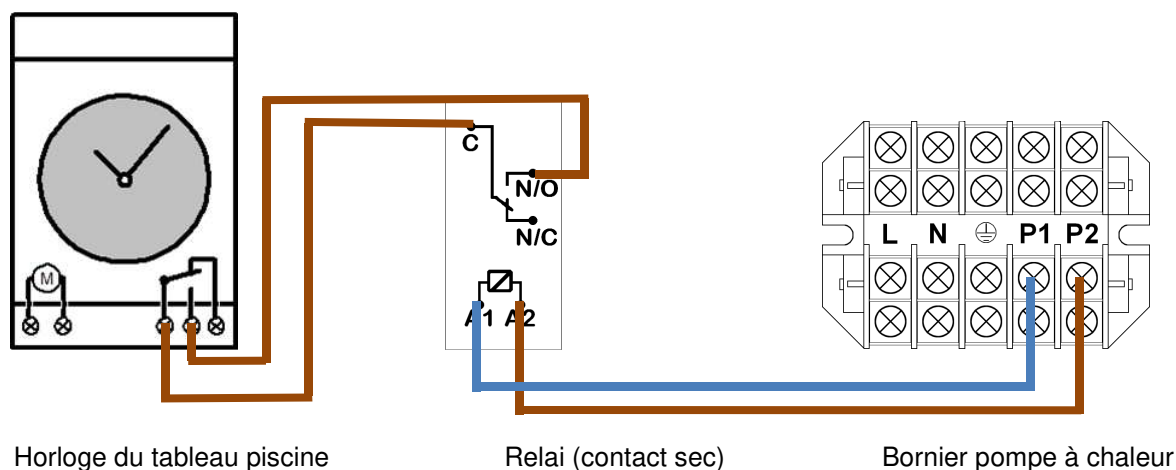 C
N/O
N/C
M
A1 A2
L N P1 P2
Horloge du tableau piscine
Relai (contact sec)
Bornier pompe à chaleur